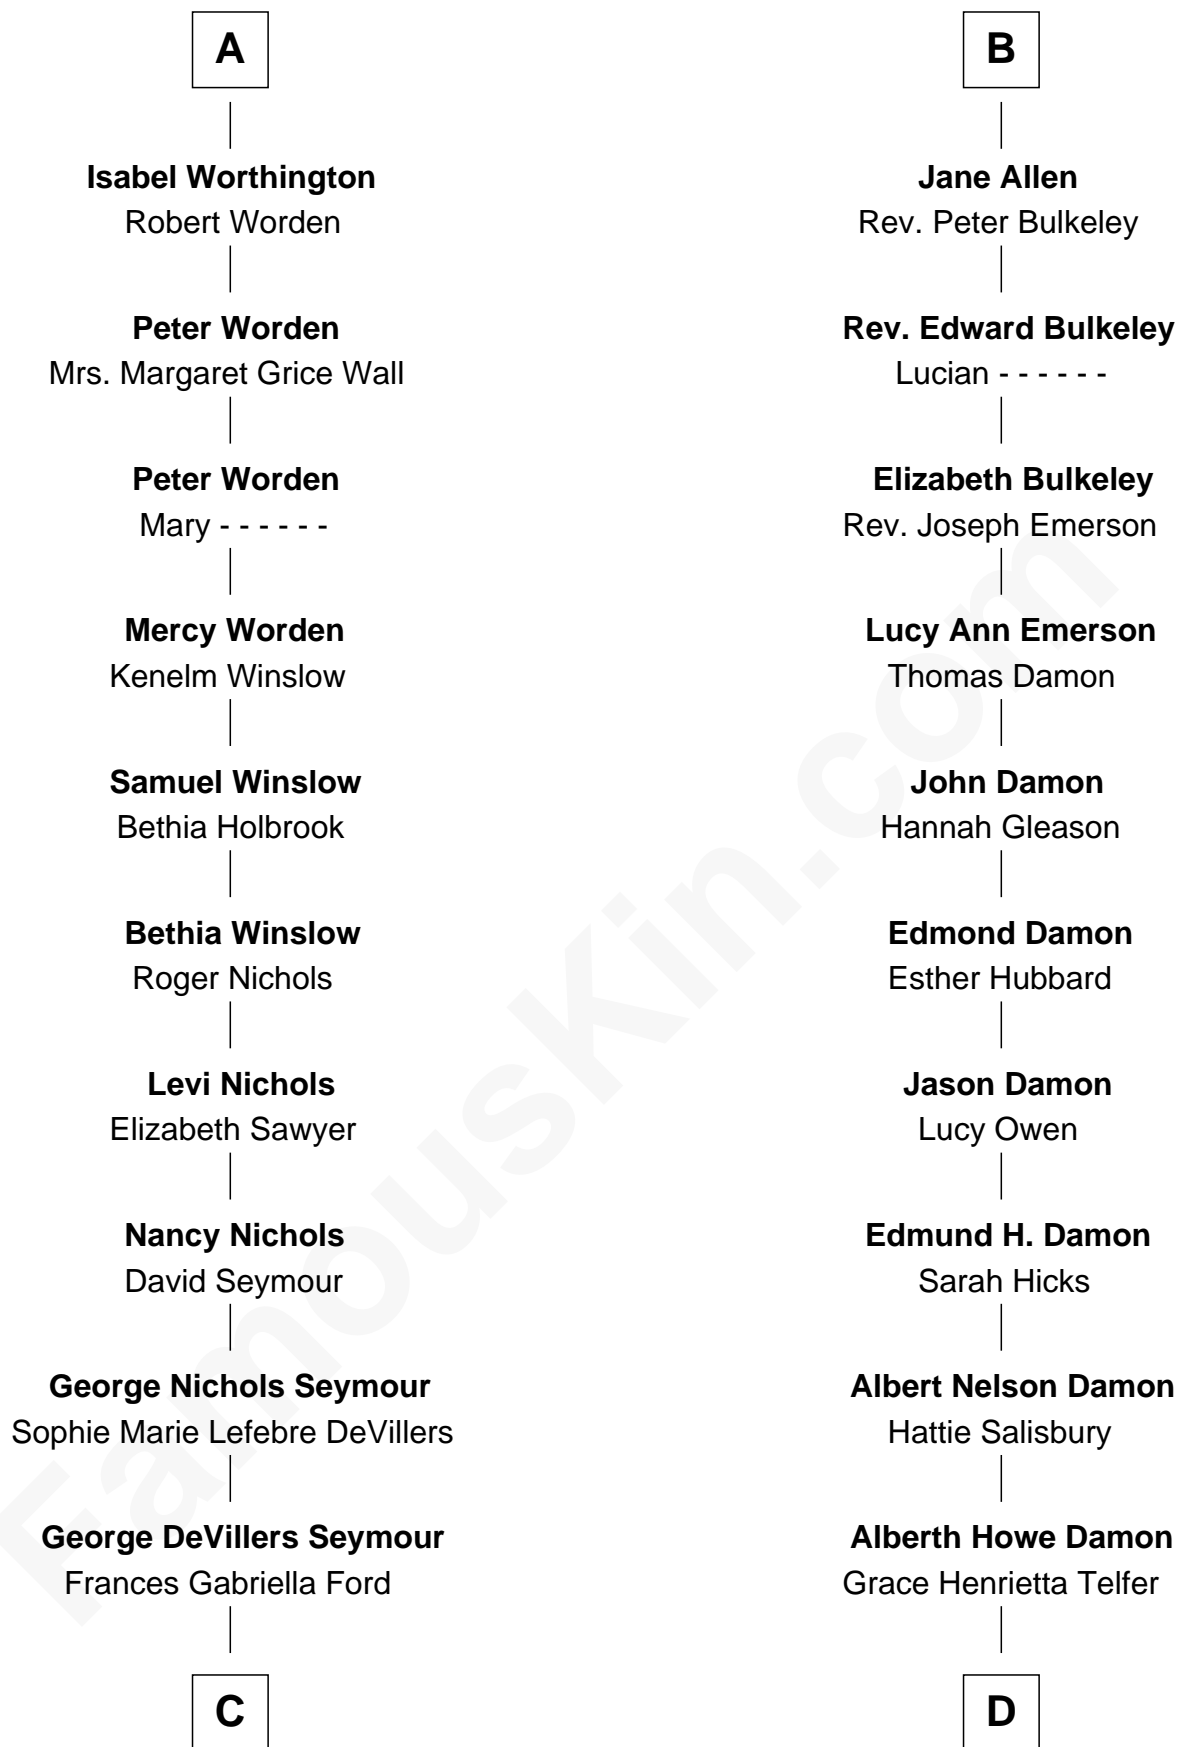 A
Isabel Worthington
Robert Worden
Peter Worden
Mrs. Margaret Grice Wall
Peter Worden
Mary - - - - - -
Mercy Worden
Kenelm Winslow
Samuel Winslow
Bethia Holbrook
Bethia Winslow
Roger Nichols
Levi Nichols
Elizabeth Sawyer
Nancy Nichols
David Seymour
George Nichols Seymour
Sophie Marie Lefebre DeVillers
George DeVillers Seymour
Frances Gabriella Ford
C
B
Jane Allen
Rev. Peter Bulkeley
Rev. Edward Bulkeley
Lucian - - - - - -
Elizabeth Bulkeley
Rev. Joseph Emerson
Lucy Ann Emerson
Thomas Damon
John Damon
Hannah Gleason
Edmond Damon
Esther Hubbard
Jason Damon
Lucy Owen
Edmund H. Damon
Sarah Hicks
Albert Nelson Damon
Hattie Salisbury
Alberth Howe Damon
Grace Henrietta Telfer
D
FamousKin.com